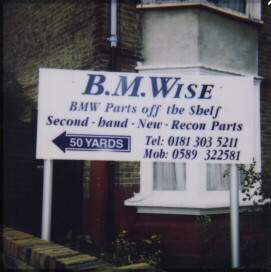 B.M.WISE
BMW Parts off the Shelf
Second - hand - New - Recon Parts
50 YARDS
Tel: 0181 303 5211
Mob: 0589 322581